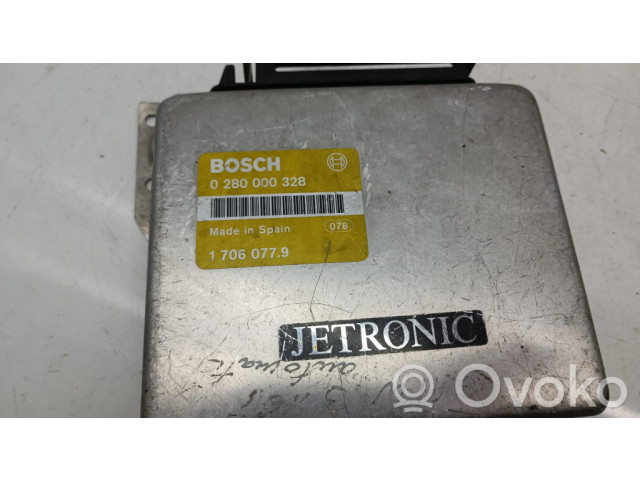 BOSCH
0 280 000 328
Made in Spain 078
1 706 077.9
JETRONIC
automatic
Ovoko